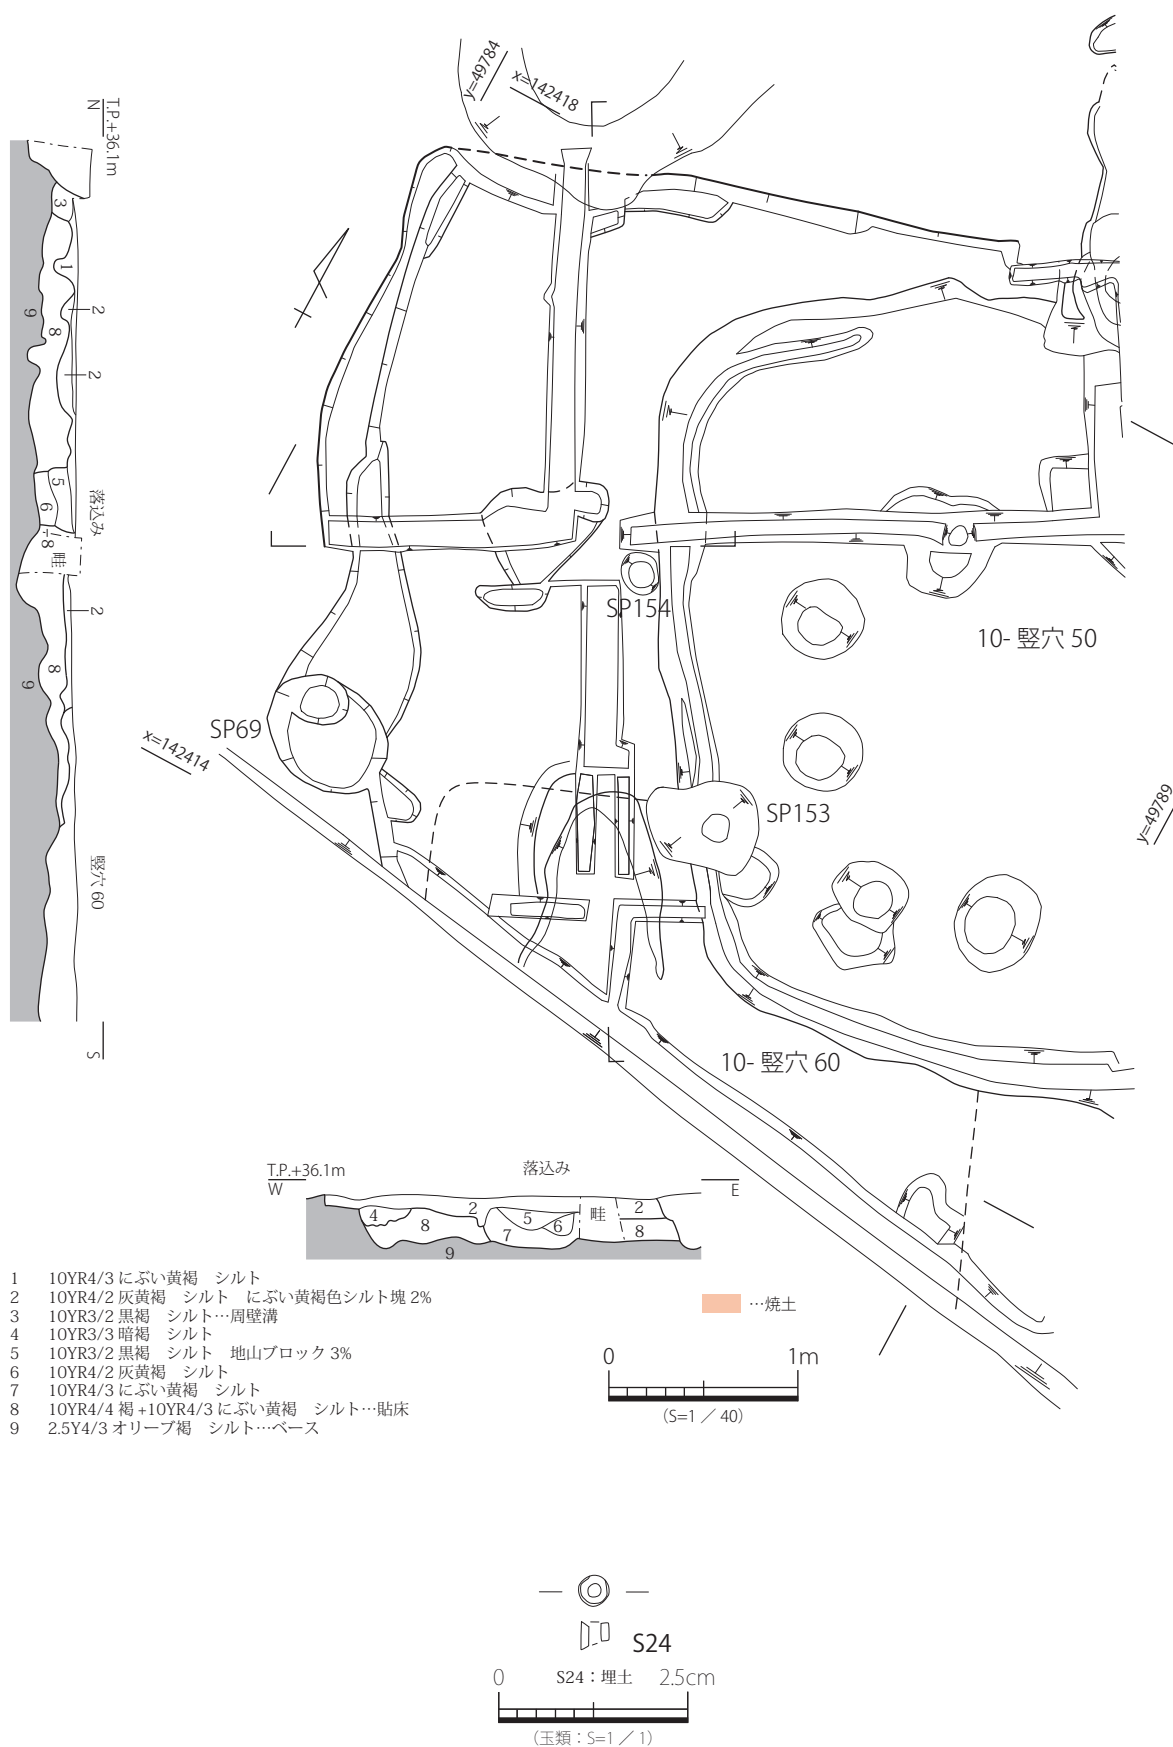 y=49784
x=142418
T.P.+36.1m
N
3
1
2
9
8
2
5
6
落込み
8
畦
2
8
9
竪穴 60
S
SP154
10- 竪穴 50
SP69
x=142414
SP153
y=49789
10- 竪穴 60
T.P.+36.1m
W
落込み
E
4
8
2
5
6
7
畦
2
8
9
1 10YR4/3 にぶい黄褐 シルト
2 10YR4/2 灰黄褐 シルト にぶい黄褐色シルト塊 2%
3 10YR3/2 黒褐 シルト…周壁溝
4 10YR3/3 暗褐 シルト
5 10YR3/2 黒褐 シルト 地山ブロック 3%
6 10YR4/2 灰黄褐 シルト
7 10YR4/3 にぶい黄褐 シルト
8 10YR4/4 褐 +10YR4/3 にぶい黄褐 シルト…貼床
9 2.5Y4/3 オリーブ褐 シルト…ベース
…焼土
0 1m
(S=1 / 40)
S24
0 S24:埋土 2.5cm
(玉類:S=1 / 1)